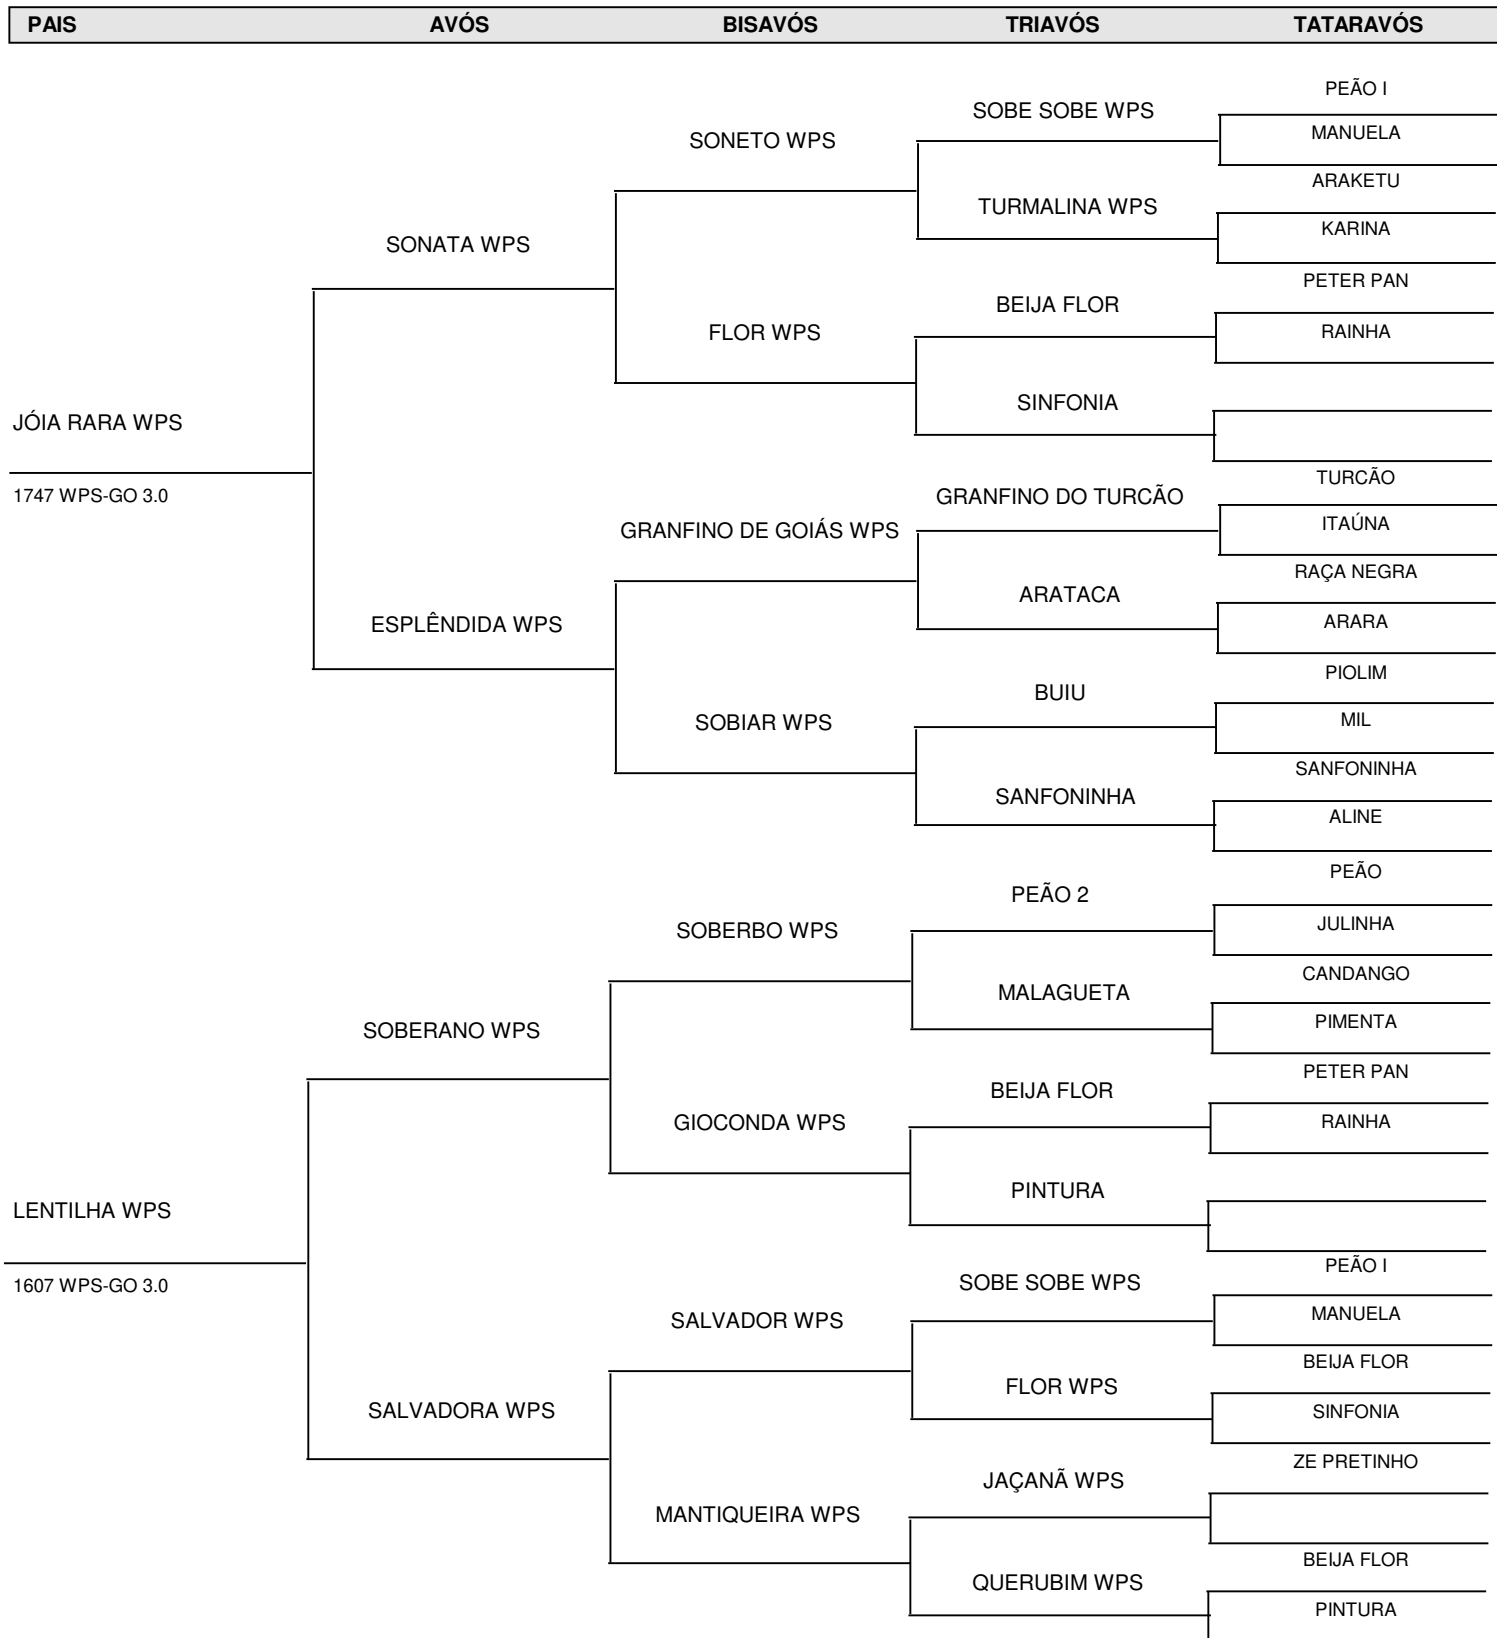 PAIS AVÓS BISAVÓS TRIAVÓS TATARAVÓS
PEÃO I
SOBE SOBE WPS
MANUELA
SONETO WPS
ARAKETU
TURMALINA WPS
KARINA
SONATA WPS
PETER PAN
BEIJA FLOR
RAINHA
FLOR WPS
SINFONIA
JÓIA RARA WPS
TURCÃO
1747 WPS-GO 3.0
GRANFINO DO TURCÃO
ITAÚNA
GRANFINO DE GOIÁS WPS
RAÇA NEGRA
ARATACA
ARARA
ESPLÊNDIDA WPS
PIOLIM
BUIU
MIL
SOBIAR WPS
SANFONINHA
SANFONINHA
ALINE
PEÃO
PEÃO 2
JULINHA
SOBERBO WPS
CANDANGO
MALAGUETA
PIMENTA
SOBERANO WPS
PETER PAN
BEIJA FLOR
RAINHA
GIOCONDA WPS
PINTURA
LENTILHA WPS
PEÃO I
1607 WPS-GO 3.0
SOBE SOBE WPS
MANUELA
SALVADOR WPS
BEIJA FLOR
FLOR WPS
SINFONIA
SALVADORA WPS
ZE PRETINHO
JAÇANÃ WPS
MANTIQUEIRA WPS
BEIJA FLOR
QUERUBIM WPS
PINTURA